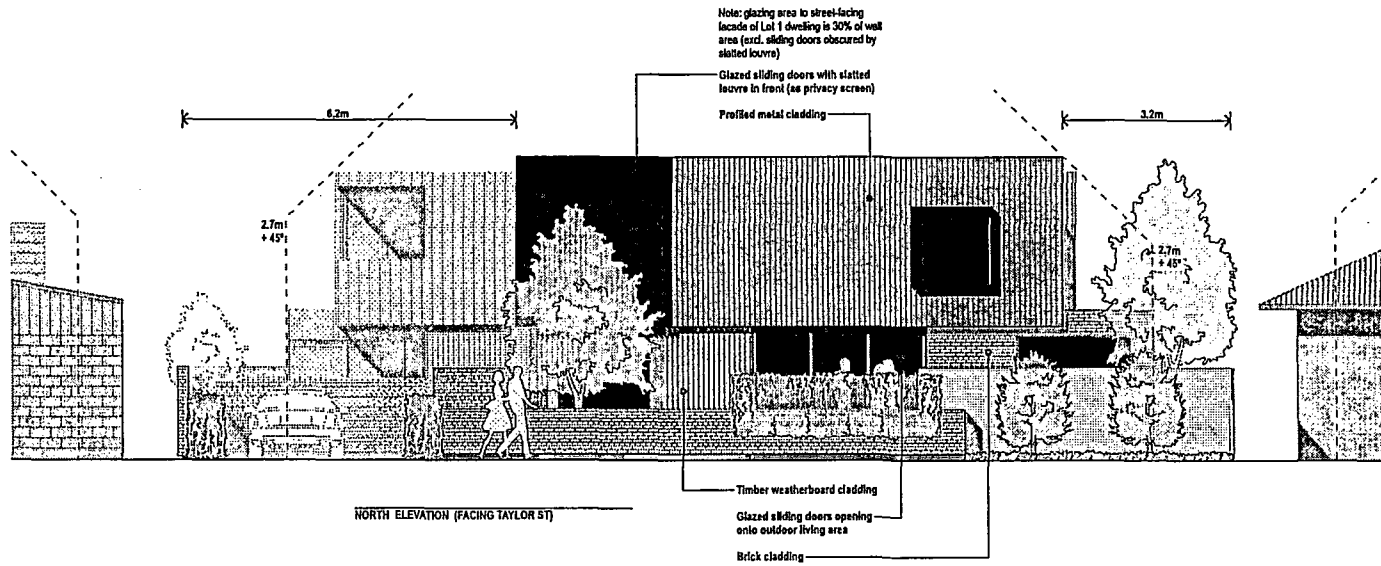 Note: glazing area to street-facing
facade of Lot 1 dwelling is 30% of wall
area (excl. sliding doors obscured by
slatted louvre)
Glazed sliding doors with slatted
louvre in front (as privacy screen)
Profiled metal cladding
6.2m
3.2m
2.7m
+ 45°
2.7m
+ 45°
Timber weatherboard cladding
NORTH ELEVATION (FACING TAYLOR ST)
Glazed sliding doors opening
onto outdoor living area
Brick cladding